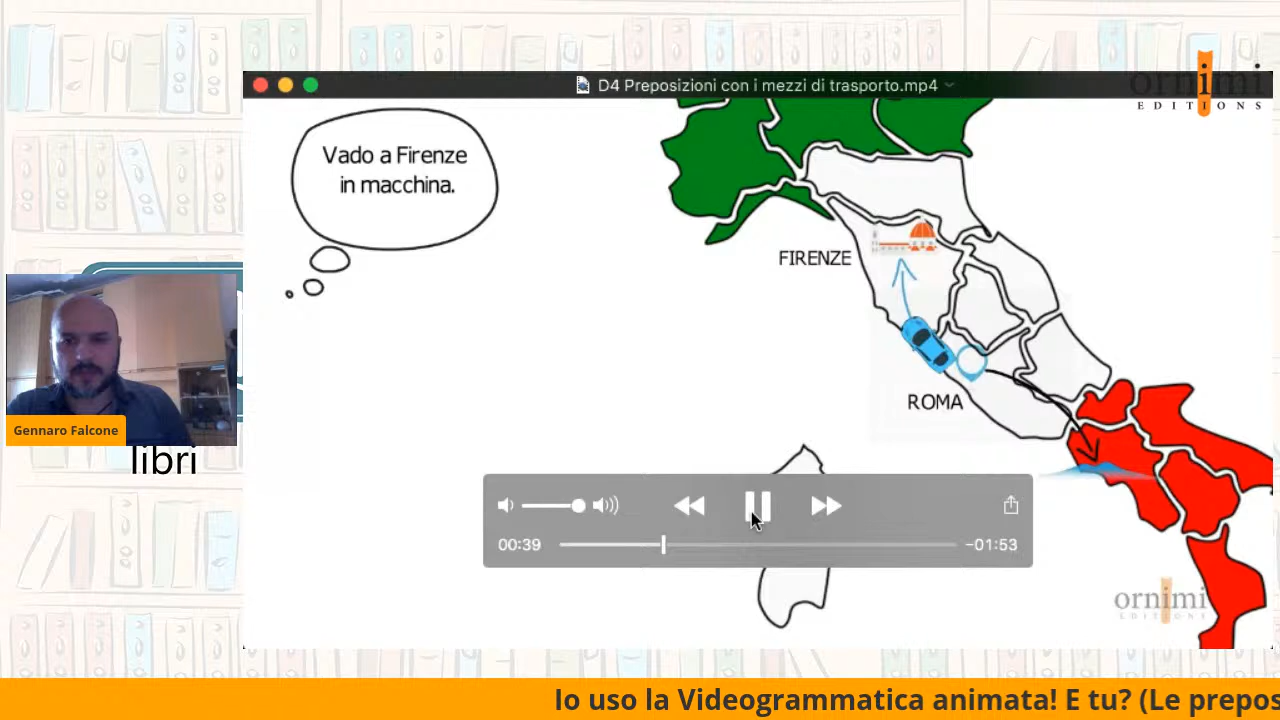 D4 Preposizioni con i mezzi di trasporto.mp4
ornimi
EDITIONS
Vado a Firenze
in macchina.
FIRENZE
ROMA
Gennaro Falcone
libri
00:39
−01:53
ornimi
EDITIONS
Io uso la Videogrammatica animata! E tu? (Le prepos